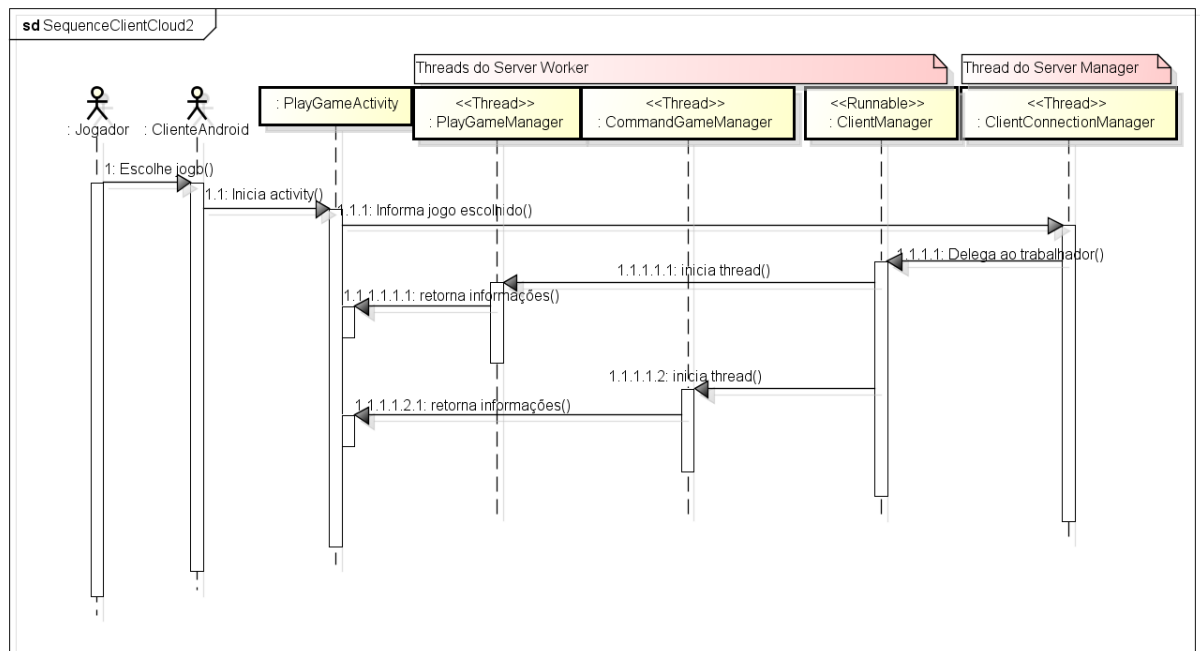 sd SequenceClientCloud2
Threads do Server Worker
Thread do Server Manager
: Jogador
: ClienteAndroid
: PlayGameActivity
<<Thread>>
: PlayGameManager
<<Thread>>
: CommandGameManager
<<Runnable>>
: ClientManager
<<Thread>>
: ClientConnectionManager
1: Escolhe jogo()
1.1: Inicia activity()
1.1.1: Informa jogo escolhido()
1.1.1.1: Delega ao trabalhador()
1.1.1.1.1: inicia thread()
1.1.1.1.1.1: retorna informações()
1.1.1.1.2: inicia thread()
1.1.1.1.2.1: retorna informações()